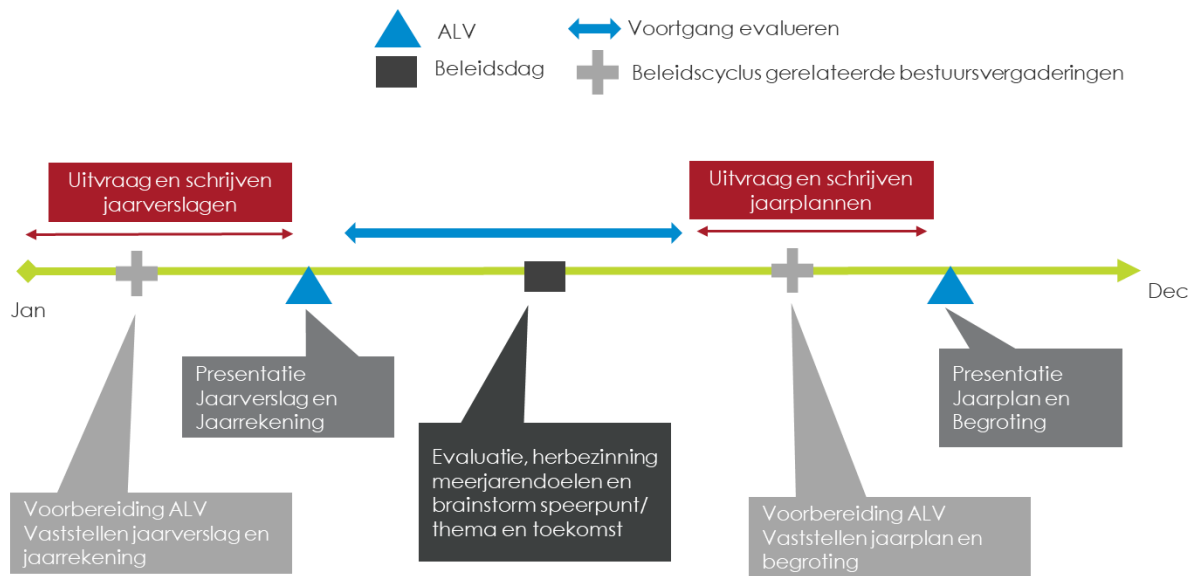 ALV
Voortgang evalueren
Beleidsdag
Beleidscyclus gerelateerde bestuursvergaderingen
Uitvraag en schrijven
jaarverslagen
Uitvraag en schrijven
jaarplannen
Jan
Dec
Presentatie
Jaarverslag en
Jaarrekening
Presentatie
Jaarplan en
Begroting
Evaluatie, herbezinning
meerjarendoelen en
brainstorm speerpunt/
thema en toekomst
Voorbereiding ALV
Vaststellen jaarverslag en
jaarrekening
Voorbereiding ALV
Vaststellen jaarplan en
begroting